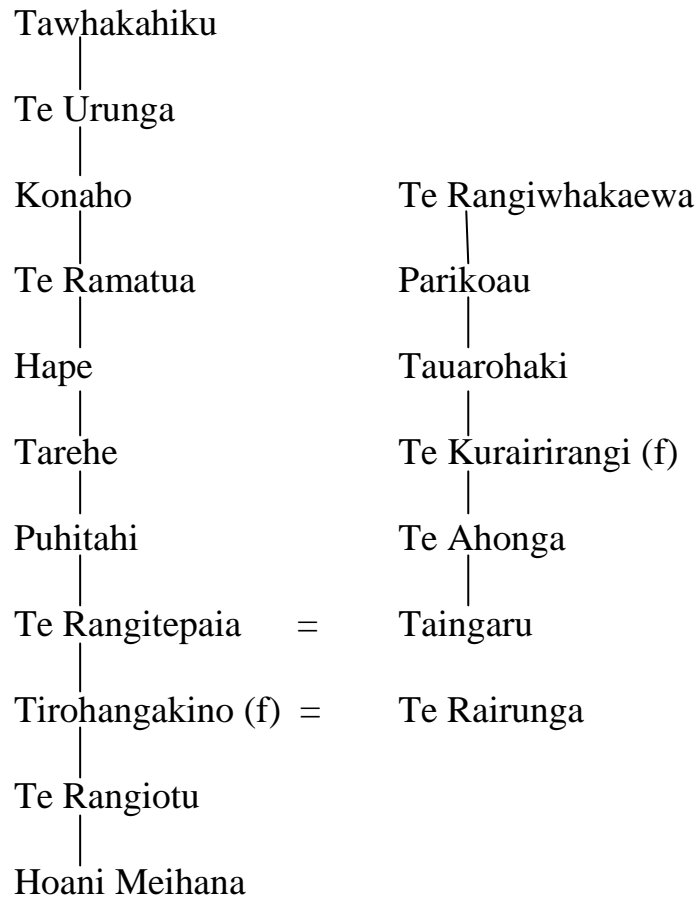 Tawhakahiku
Te Urunga
Konaho Te Rangiwhakaewa
Te Ramatua Parikoau
Hape Tauarohaki
Tarehe Te Kurairirangi (f)
Puhitahi Te Ahonga
Te Rangitepaia = Taingaru
Tirohangakino (f) = Te Rairunga
Te Rangiotu
Hoani Meihana